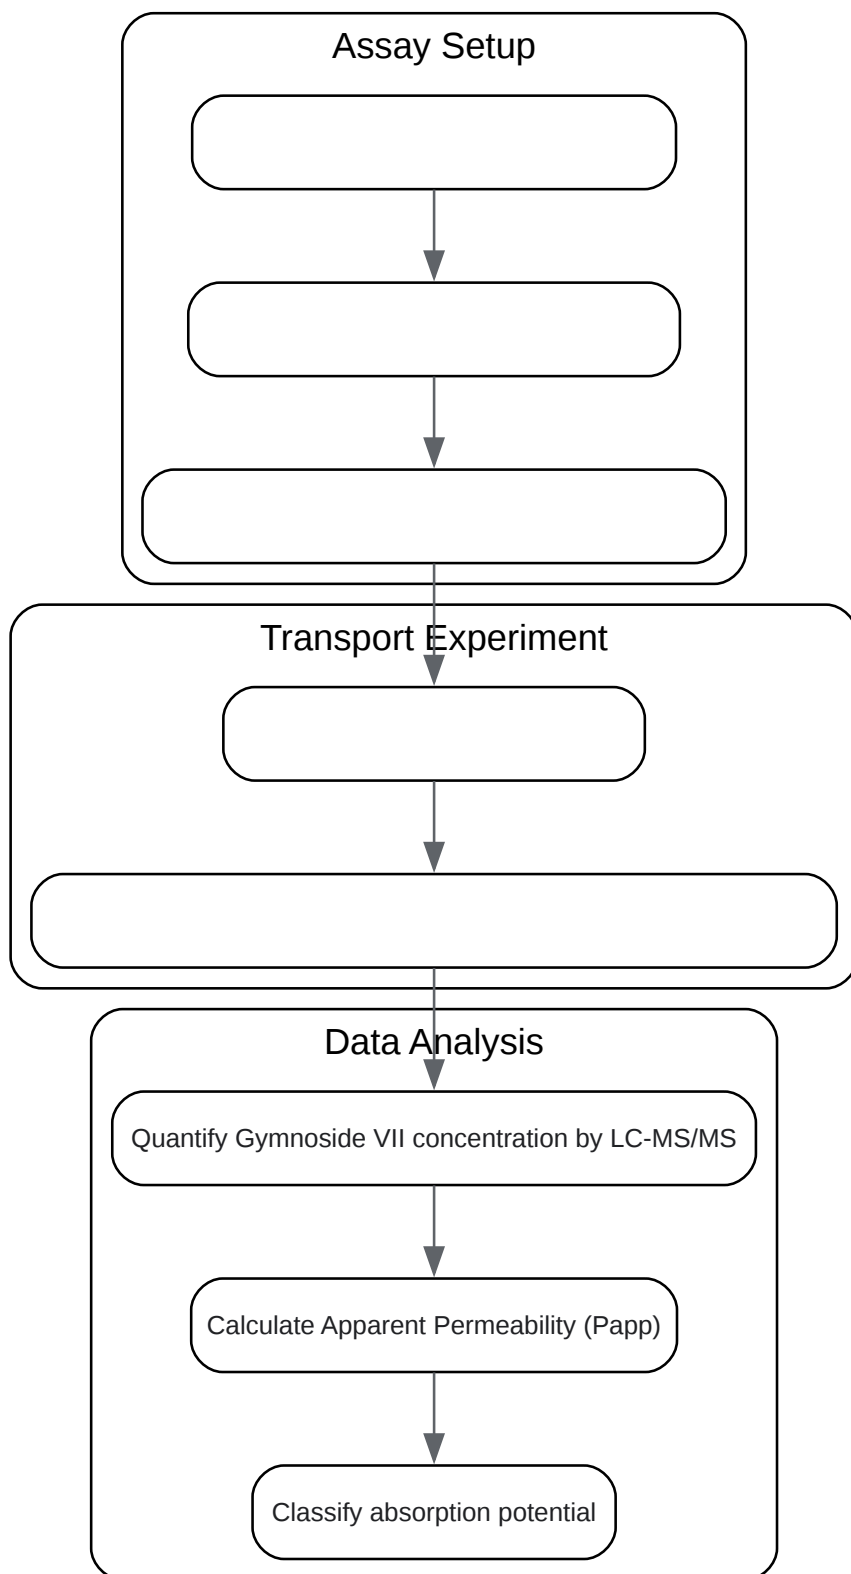 Assay Setup
Transport Experiment
Data Analysis
Quantify Gymnoside VII concentration by LC-MS/MS
Calculate Apparent Permeability (Papp)
Classify absorption potential